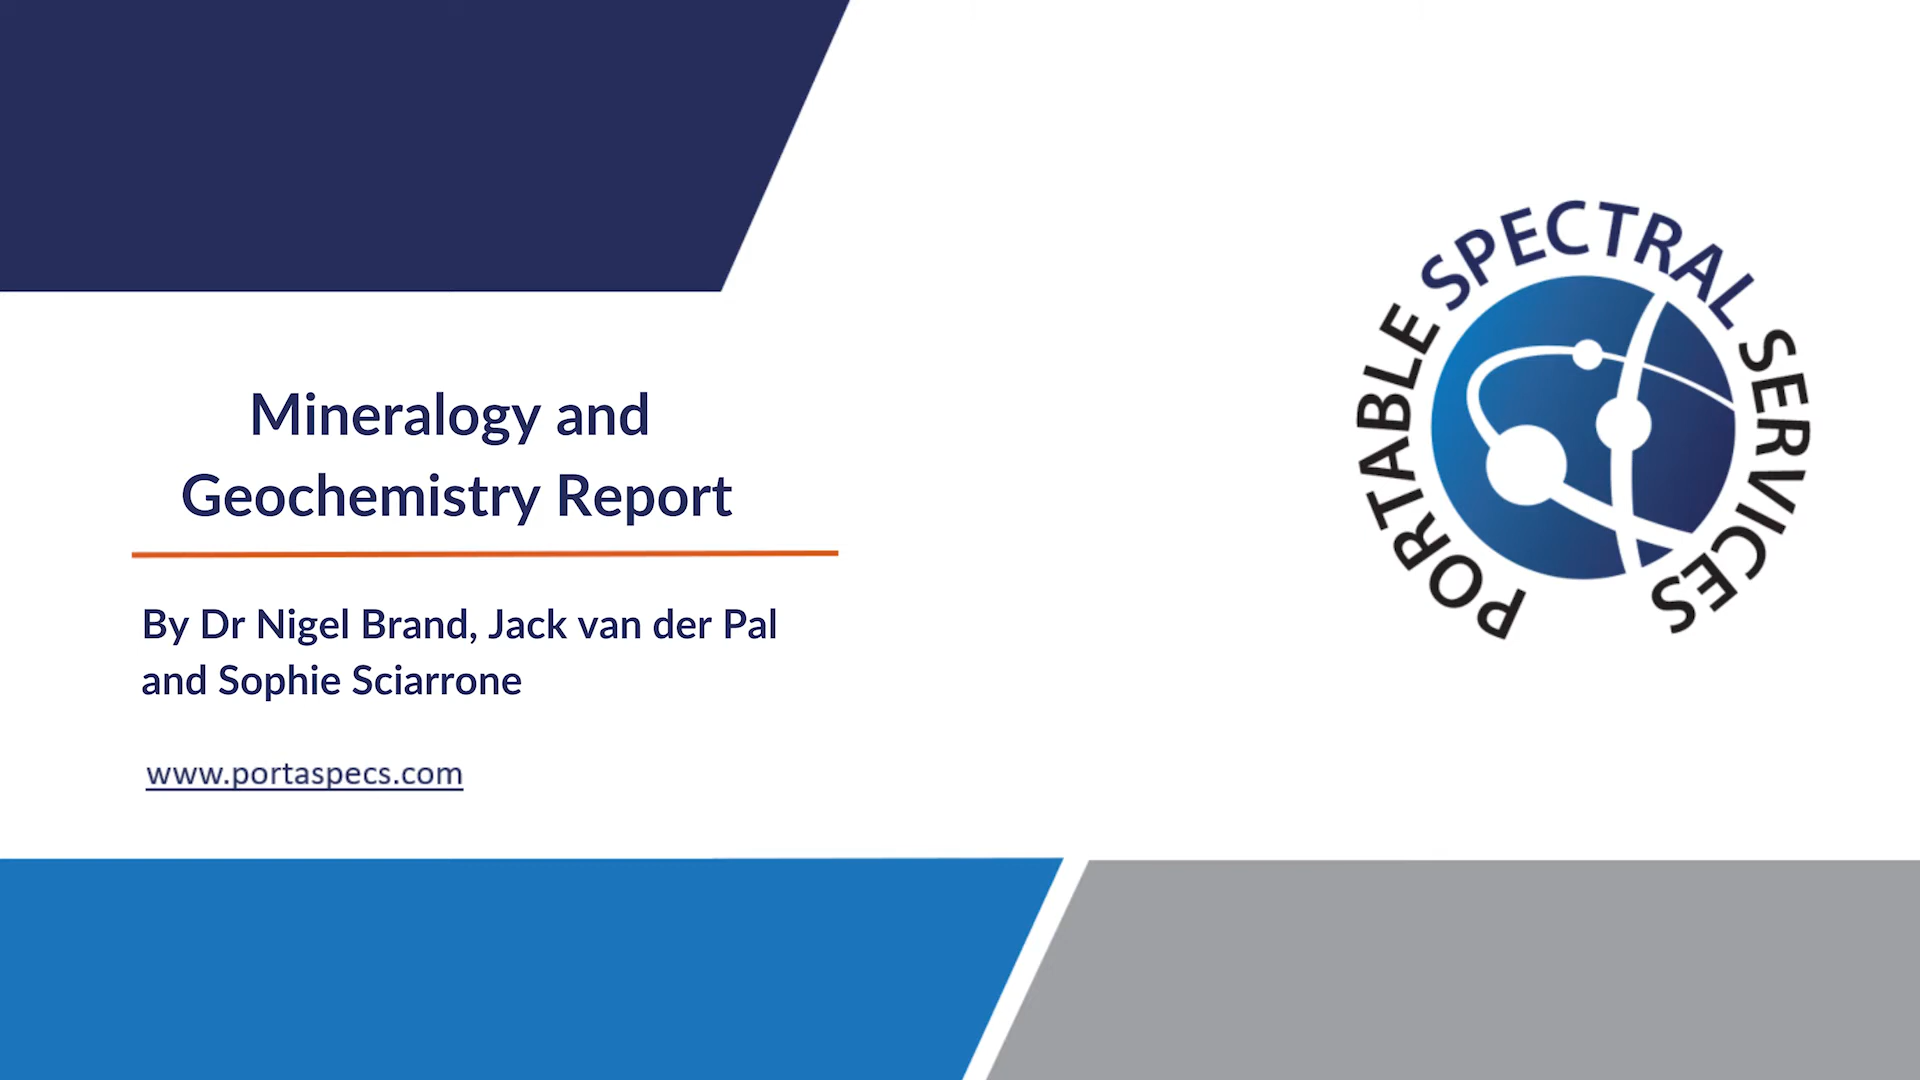 Mineralogy and
Geochemistry Report
By Dr Nigel Brand, Jack van der Pal
and Sophie Sciarrone
www.portaspecs.com
PORTABLE SPECTRAL SERVICES